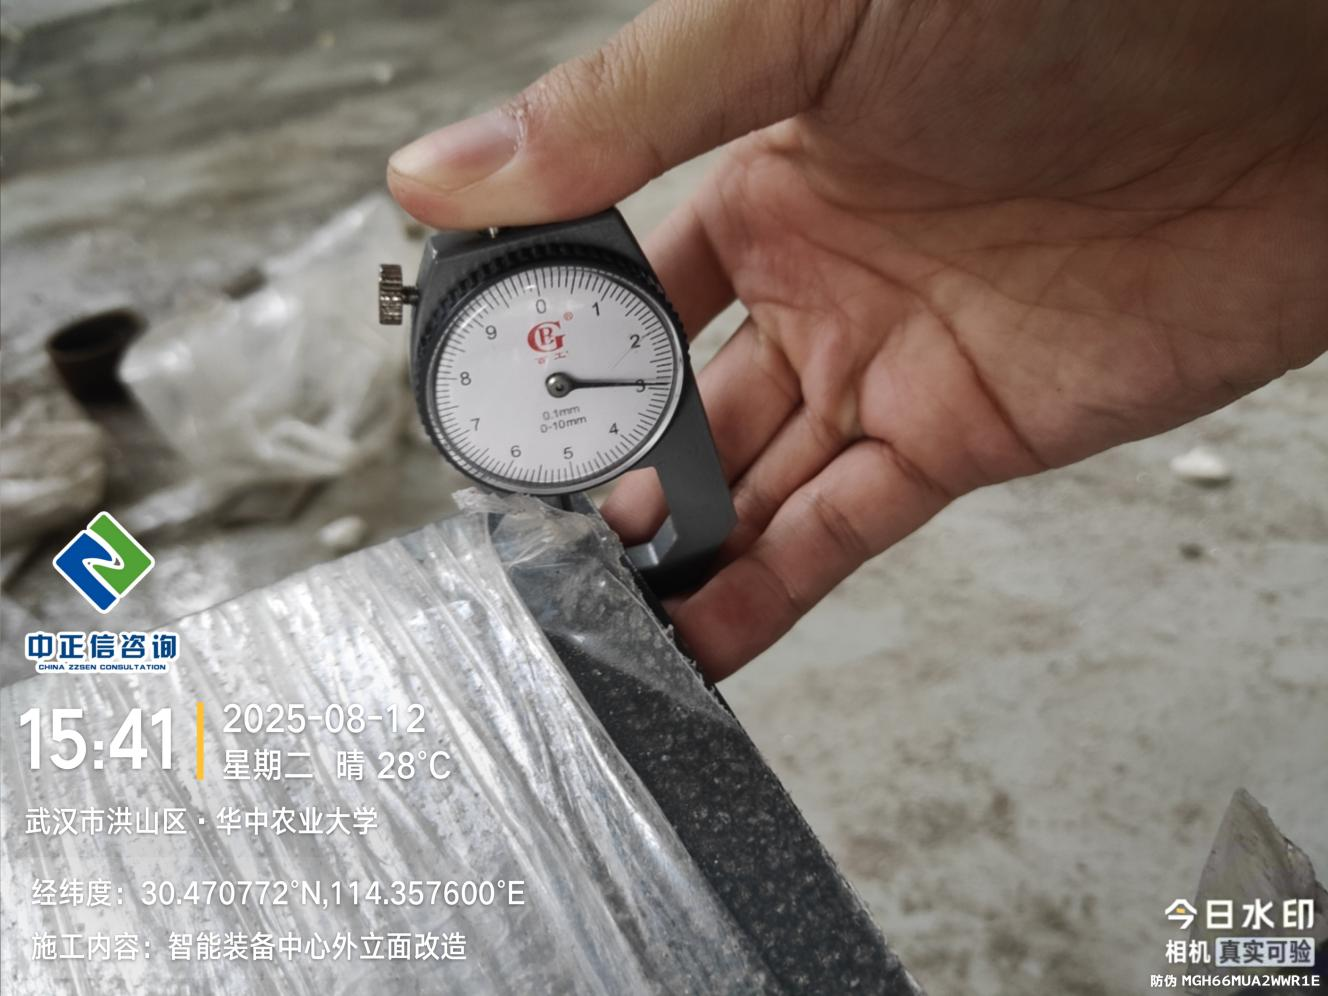 0
1
2
3
4
5
6
7
8
9
®
百工
0.1mm
0-10mm
中正信咨询
CHINA ZZSEN CONSULTATION
15:41
2025-08-12
星期二 晴 28℃
武汉市洪山区·华中农业大学
经纬度：30.470772°N,114.357600°E
施工内容：智能装备中心外立面改造
今日水印
相机 真实可验
防伪 MGH66MUA2WWR1E